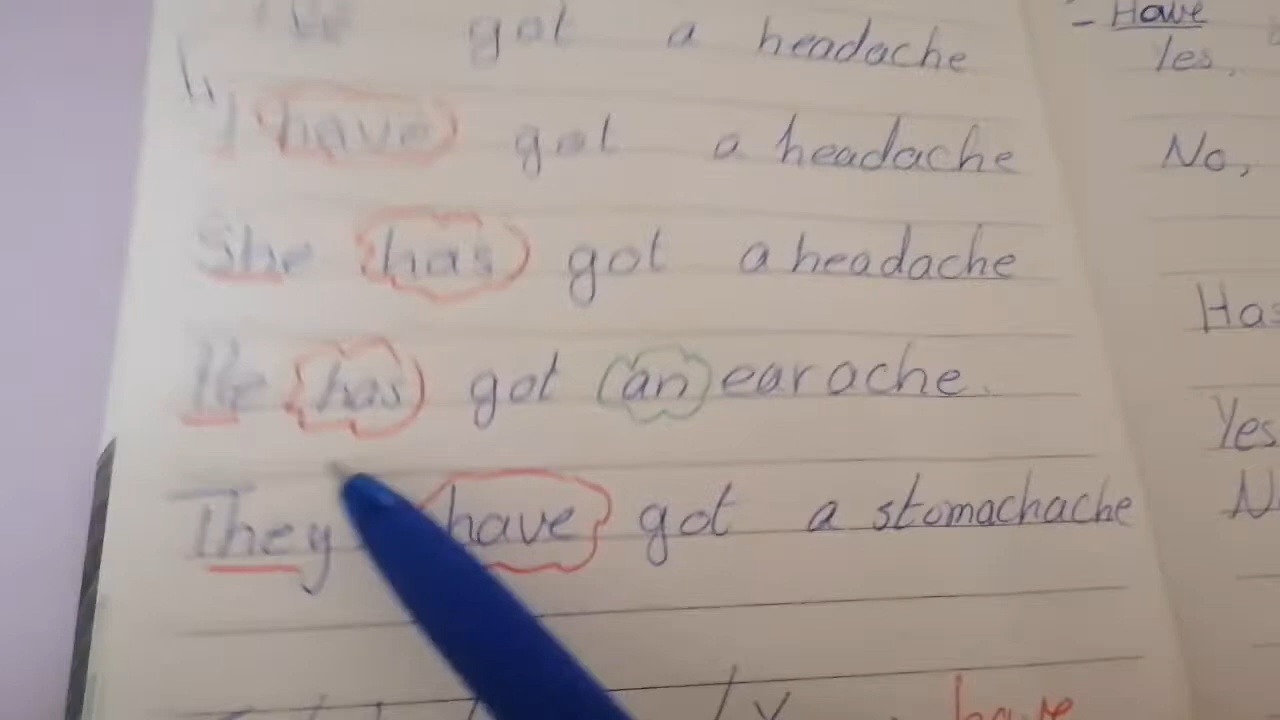 got a headache
I have got a headache
She has got a headache
He has got an earache.
They have got a stomachache
have
- Have
Yes,
No,
Has
Yes
N